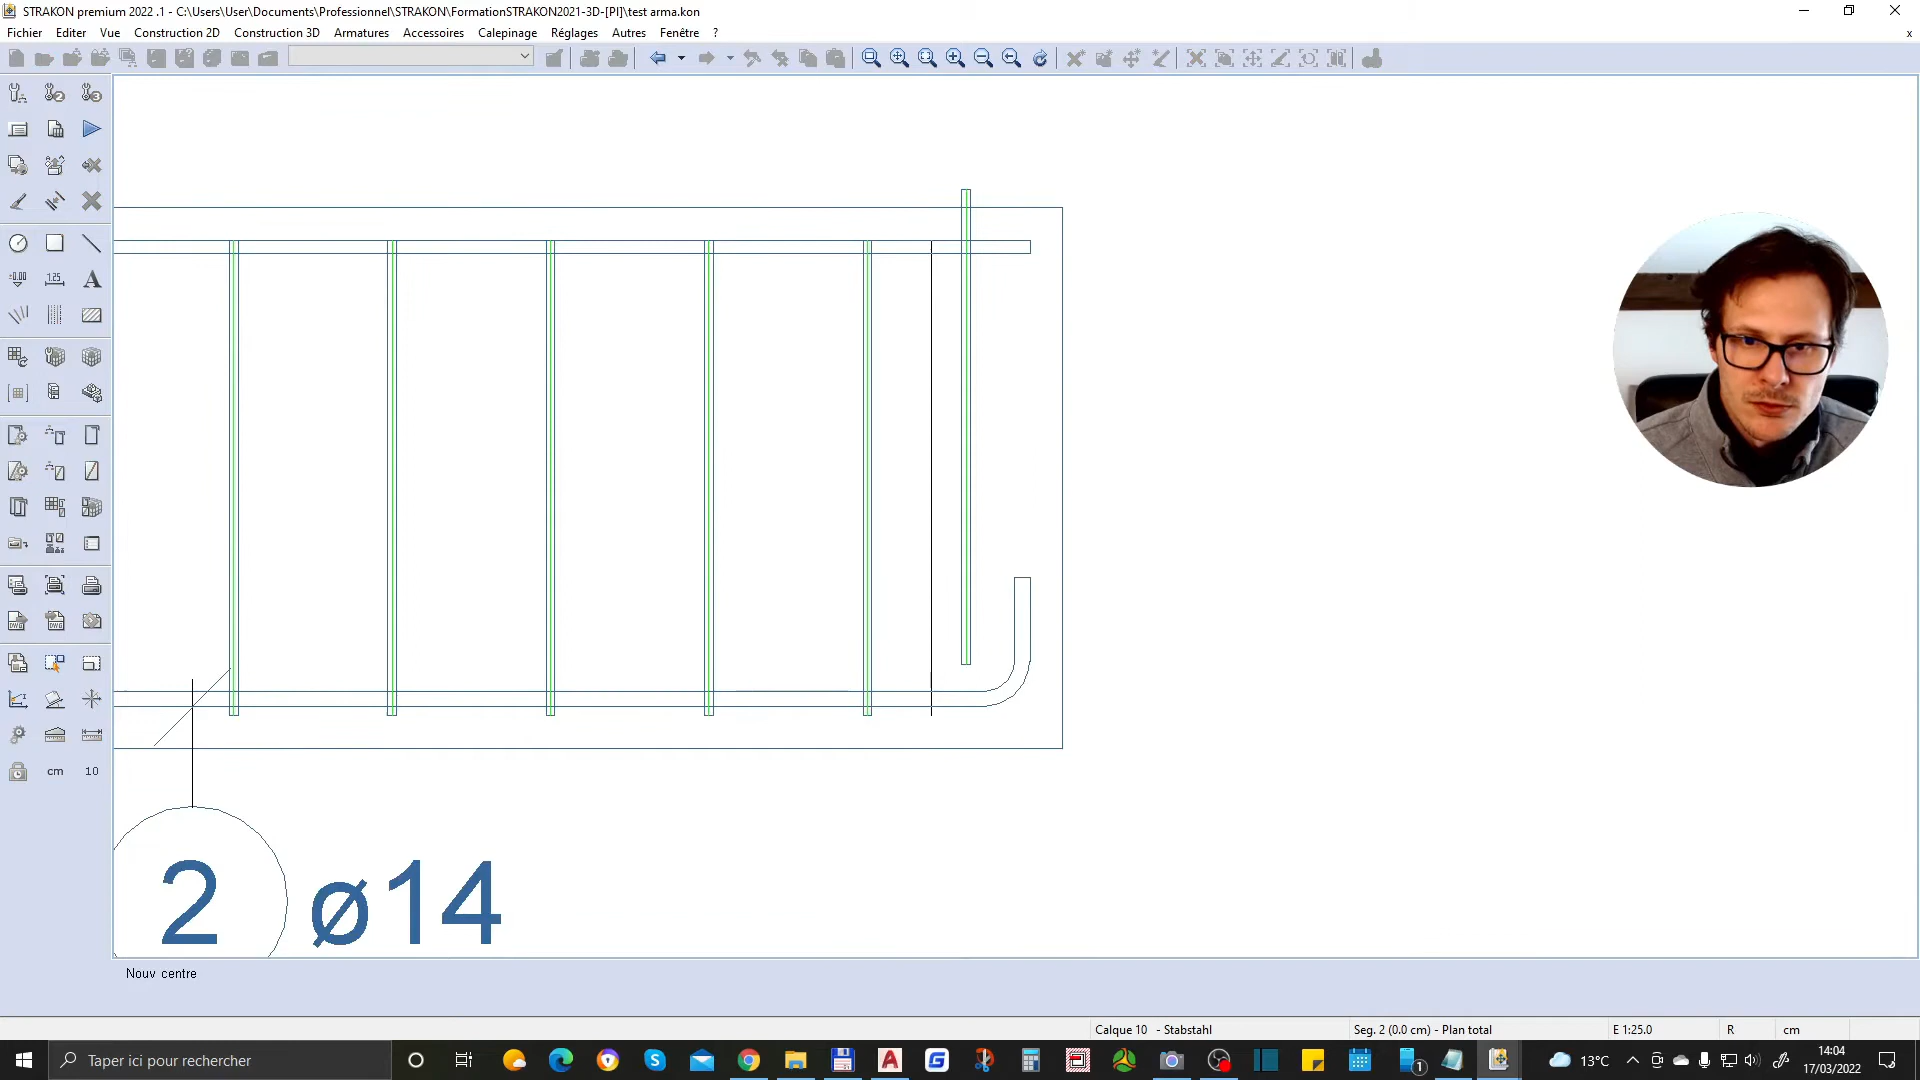 STRAKON premium 2022 .1 - C:\Users\User\Documents\Professionnel\STRAKON\FormationSTRAKON2021-3D-[PI]\test arma.kon
Fichier Editer Vue Construction 2D Construction 3D Armatures Accessoires Calepinage Réglages Autres Fenêtre ?
1.25
A
cm 10
2 ø14
Nouv centre
Calque 10 - Stabstahl Seg. 2 (0.0 cm) - Plan total E 1:25.0 R cm
Taper ici pour rechercher
13°C
14:04
17/03/2022